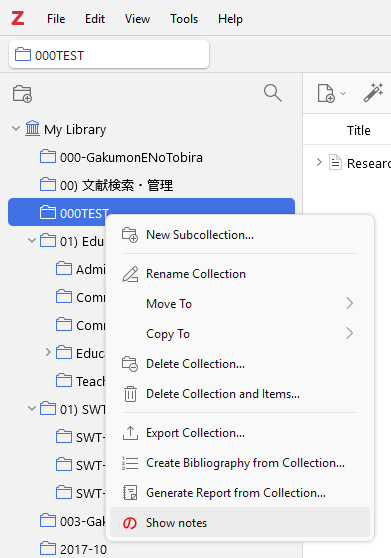 Z File Edit View Tools Help
000TEST
My Library
000-GakumonENoTobira
00) 文献検索・管理
000TEST
New Subcollection...
Rename Collection
Move To
Copy To
Delete Collection...
Delete Collection and Items...
Export Collection...
Create Bibliography from Collection...
Generate Report from Collection...
の Show notes
01) Edu
Admi
Comm
Comm
Educa
Teach
01) SWT
SWT-
SWT-
SWT-
003-Gak
2017-10
Title
Researc